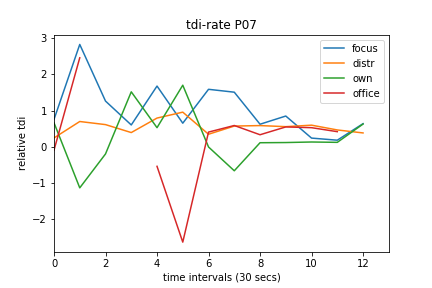 tdi-rate P07
3
2
1
0
−1
−2
relative tdi
focus
distr
own
office
0 2 4 6 8 10 12
time intervals (30 secs)